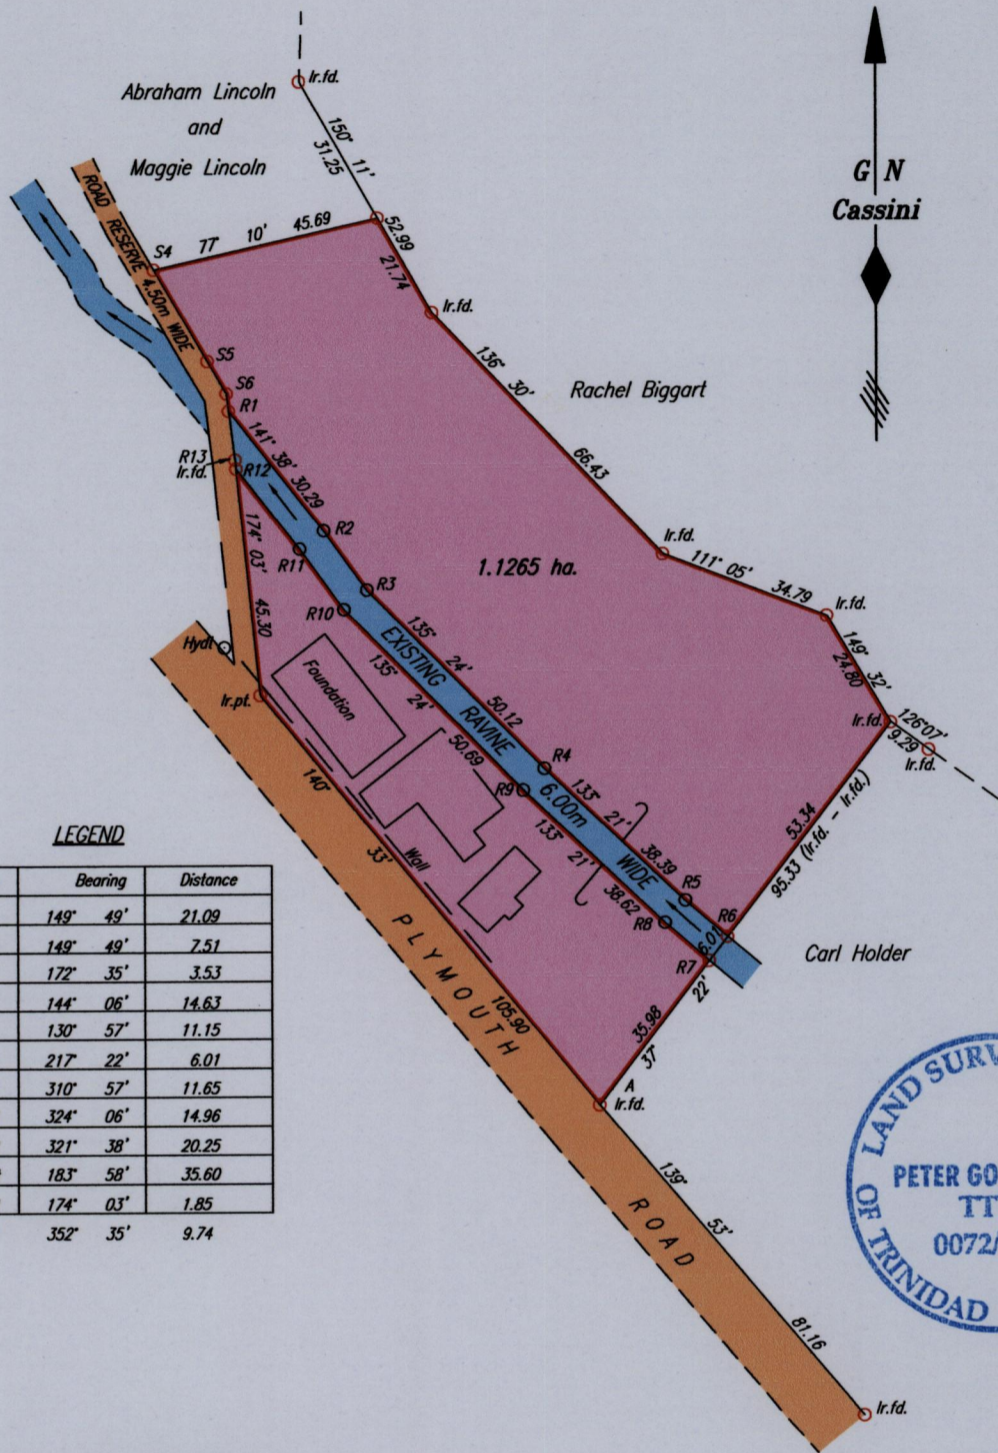 Ir.fd.
Abraham Lincoln
and
Maggie Lincoln
150° 11'
31.25
G N
Cassini
ROAD RESERVE 4.50m WIDE
S4
77° 10' 45.69
52.99
21.74
Ir.fd.
S5
S6
R1
136° 30'
66.43
Rachel Biggart
141° 38' 30.29
R13
Ir.fd.
R12
R2
R11
R3
R10
174° 03'
45.30
1.1265 ha.
Ir.fd.
111° 05'
34.79
Ir.fd.
149° 32'
24.80
Hydl
Ir.pt.
Foundation
EXISTING RAVINE 6.00m WIDE
135° 24'
50.12
135° 24'
50.69
Ir.fd.
126°07'
9.29
Ir.fd.
R4
R9
133° 21'
38.39
133° 21'
38.62
53.34
95.33 (Ir.fd. - Ir.fd.)
140° 33'
105.90
Wall
R5
R6
R8
R7
6.01
22'
35.98
37°
Carl Holder
A
Ir.fd.
PLYMOUTH ROAD
139° 53'
81.16
Ir.fd.
LEGEND
Bearing Distance
149° 49' 21.09
149° 49' 7.51
172° 35' 3.53
144° 06' 14.63
130° 57' 11.15
217° 22' 6.01
310° 57' 11.65
324° 06' 14.96
321° 38' 20.25
183° 58' 35.60
174° 03' 1.85
352° 35' 9.74
LAND SURV
PETER GO
TT
0072/
OF TRINIDAD